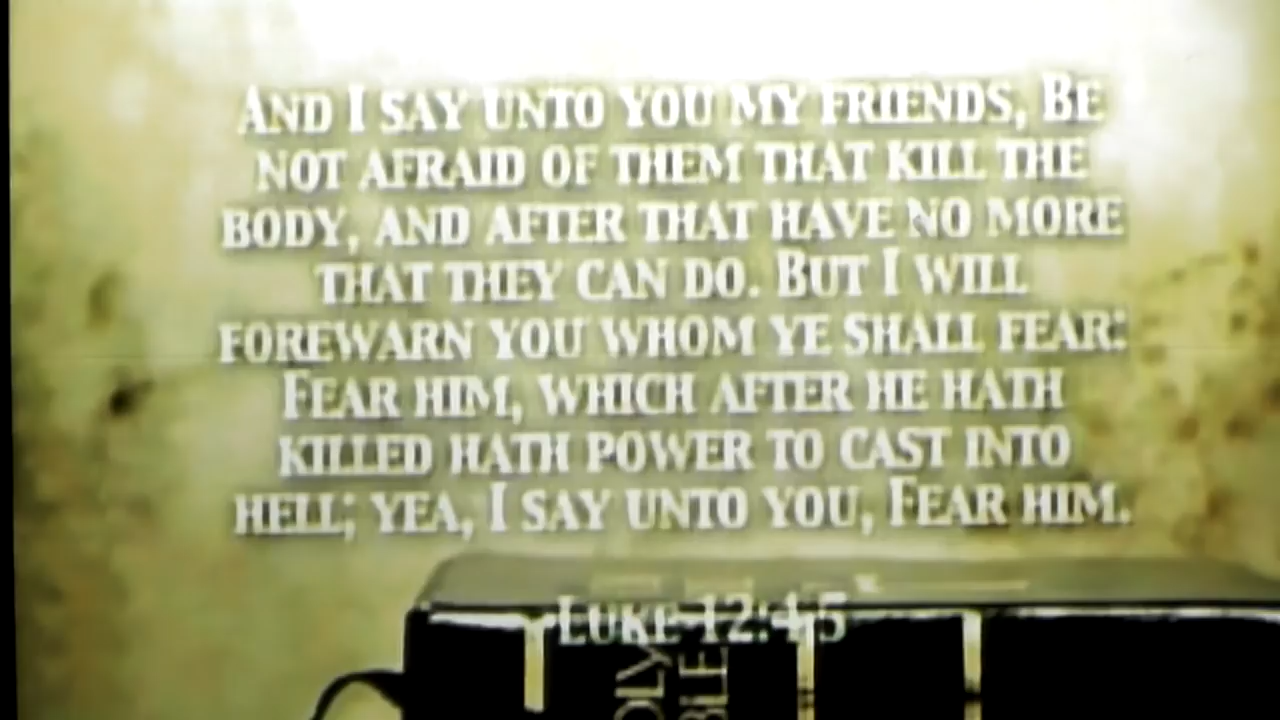 And I say unto you my friends, Be
not afraid of them that kill the
body, and after that have no more
that they can do. But I will
forewarn you whom ye shall fear:
Fear him, which after he hath
killed hath power to cast into
hell; yea, I say unto you, Fear him.
Luke 12:4,5
OLY
BLE